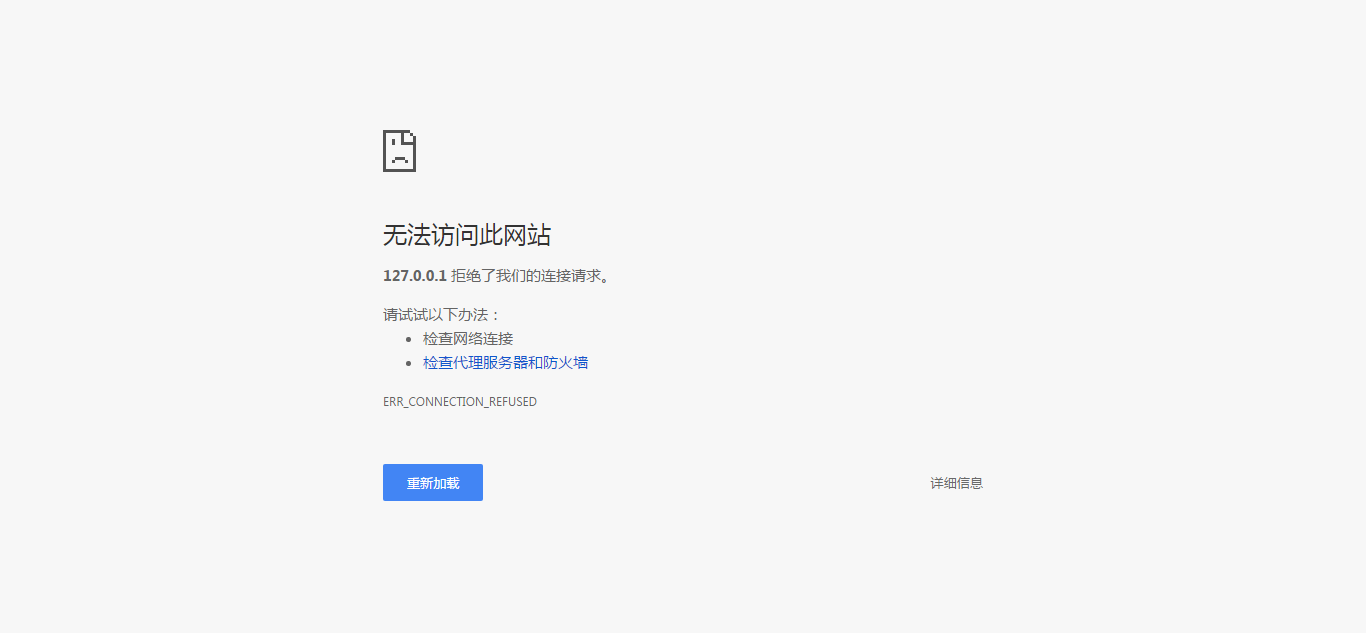 无法访问此网站
127.0.0.1 拒绝了我们的连接请求。
请试试以下办法：
检查网络连接
检查代理服务器和防火墙
ERR_CONNECTION_REFUSED
重新加载
详细信息